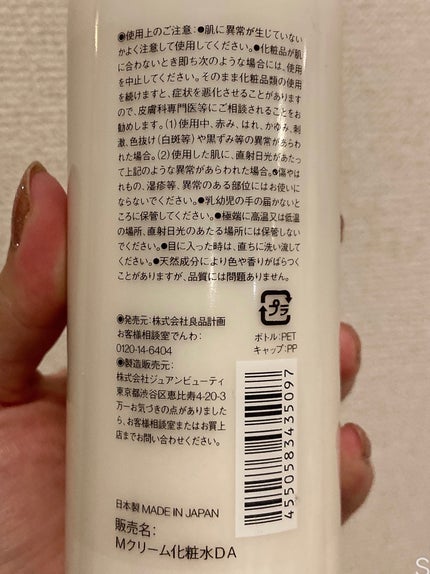 ◉使用上のご注意:●肌に異常が生じていない
かよく注意して使用してください。●化粧品が肌
に合わないとき即ち次のような場合には、使用
を中止してください。そのまま化粧品類の使用
を続けますと、症状を悪化させることがあります
ので、皮膚科専門医等にご相談されることをお
勧めします。(1)使用中、赤み、はれ、かゆみ、刺
激、色抜け(白斑等)や黒ずみ等の異常があらわ
れた場合。(2)使用した肌に、直射日光があたっ
て上記のような異常があらわれた場合。●傷やは
れもの、湿疹等、異常のある部位にはお使いに
ならないでください。●乳幼児の手の届かないとこ
ろに保管してください。●極端に高温又は低温
の場所、直射日光のあたる場所には保管しない
でください。●目に入った時は、直ちに洗い流して
ください。●天然成分により色や香りがばらつく
ことがありますが、品質には問題ありません。
プラ
ボトル:PET
キャップ:PP
◉発売元:株式会社良品計画
お客様相談室でんわ:
0120-14-6404
◉製造販売元:
株式会社ジュアンビューティ
東京都渋谷区恵比寿4-20-3
万一お気づきの点がありました
ら、お客様相談室またはお買上
店までお問い合わせください。
4550583435097
日本製 MADE IN JAPAN
販売名:
Mクリーム化粧水DA
S